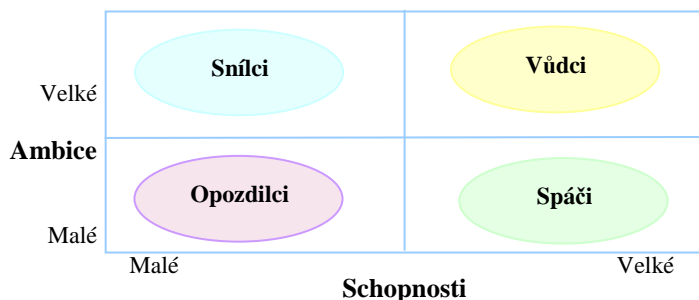 Snílci
Vůdci
Velké
Ambice
Opozdilci
Spáči
Malé
Malé
Velké
Schopnosti